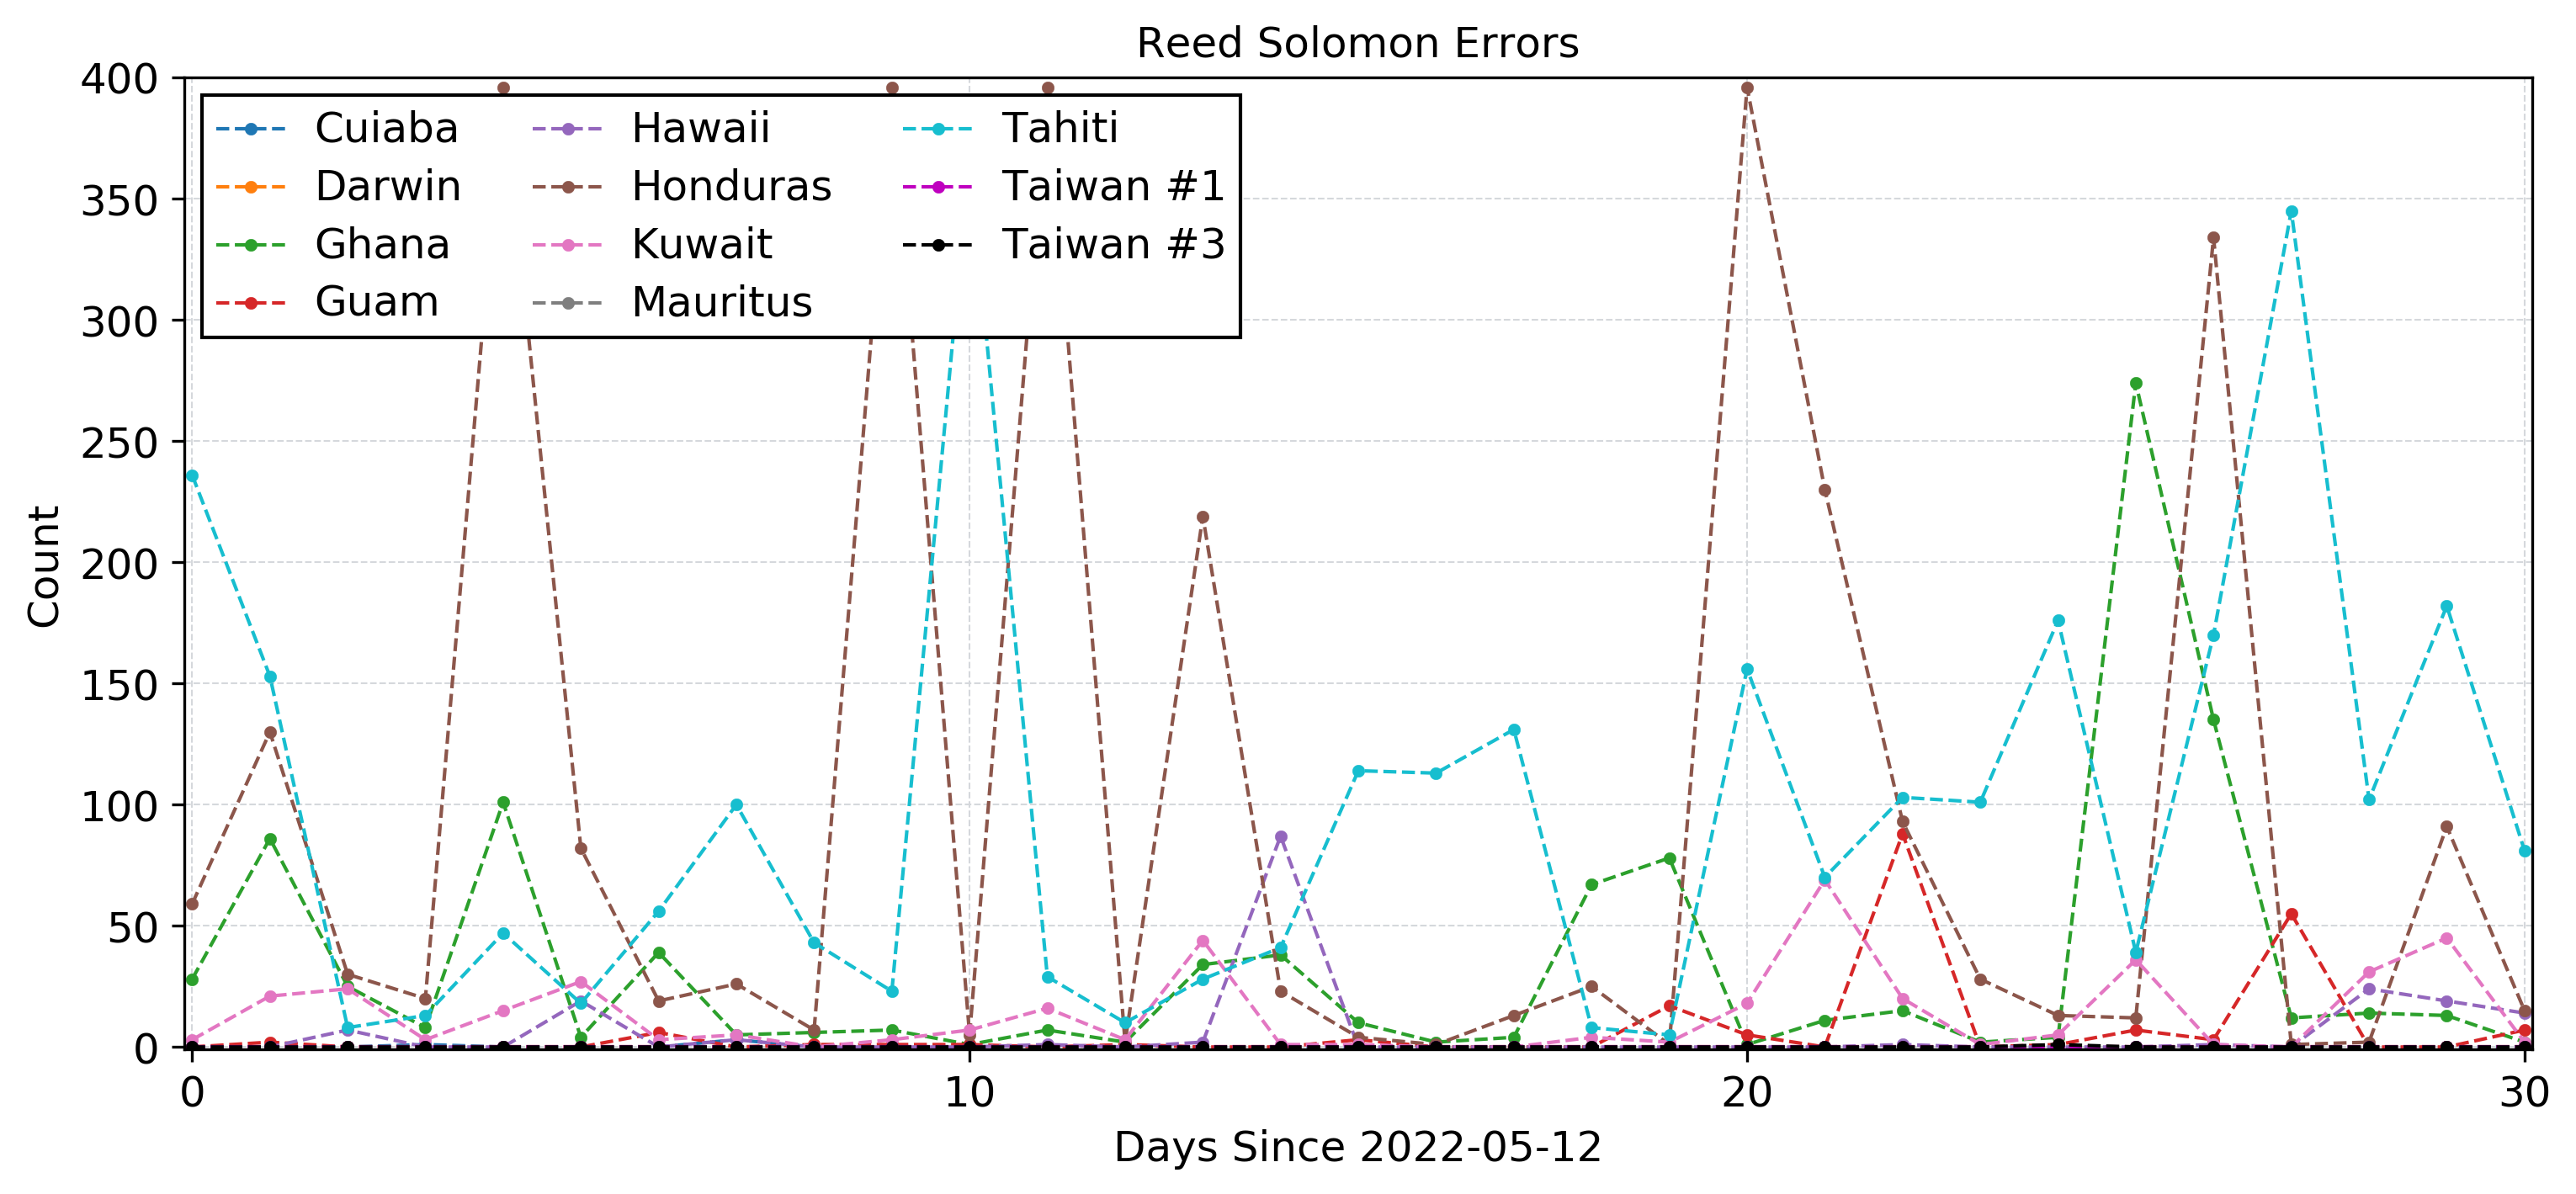 Reed Solomon Errors
400
350
300
250
200
150
100
50
0
Count
Cuiaba
Darwin
Ghana
Guam
Hawaii
Honduras
Kuwait
Mauritus
Tahiti
Taiwan #1
Taiwan #3
0 10 20 30
Days Since 2022-05-12